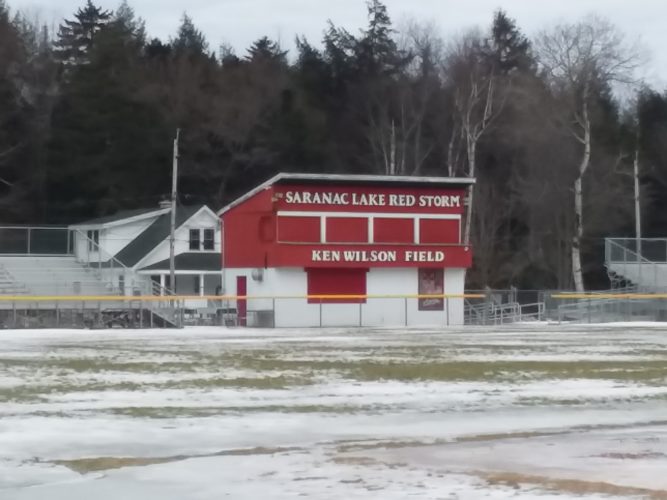 SARANAC LAKE RED STORM
KEN WILSON FIELD